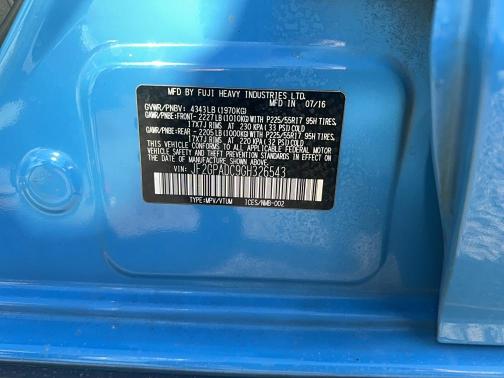 MFD BY FUJI HEAVY INDUSTRIES LTD.
MFD IN 07/16
GVWR/PNBV: 4343LB (1970KG)
GAWR/PNBE:FRONT- 2227LB(1010KG)WITH P225/55R17 95H TIRES,
17X7J RIMS AT 230 KPA(33 PSI)COLD
GAWR/PNBE:REAR - 2205LB(1000KG)WITH P225/55R17 95H TIRES,
17X7J RIMS AT 220 KPA(32 PSI)COLD
THIS VEHICLE CONFORMS TO ALL APPLICABLE FEDERAL MOTOR
VEHICLE SAFETY AND THEFT PREVENTION STANDARDS IN EFFECT
ON THE DATE OF MANUFACTURE SHOWN ABOVE.
VIN: JF2GPADC9GH326543
TYPE:MPV/VTUM ICES/NMB-002